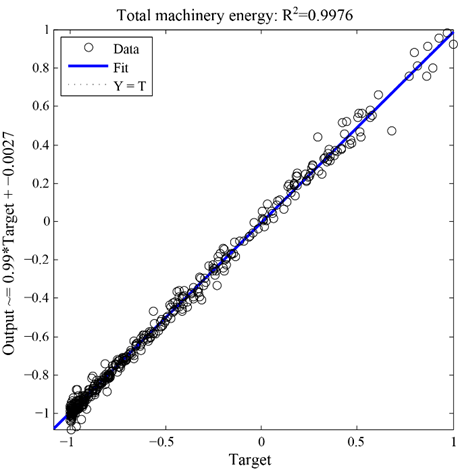 Total machinery energy: R²=0.9976
Data
Fit
Y = T
Output ~= 0.99*Target + −0.0027
1
0.8
0.6
0.4
0.2
0
−0.2
−0.4
−0.6
−0.8
−1
−1 −0.5 0 0.5 1
Target